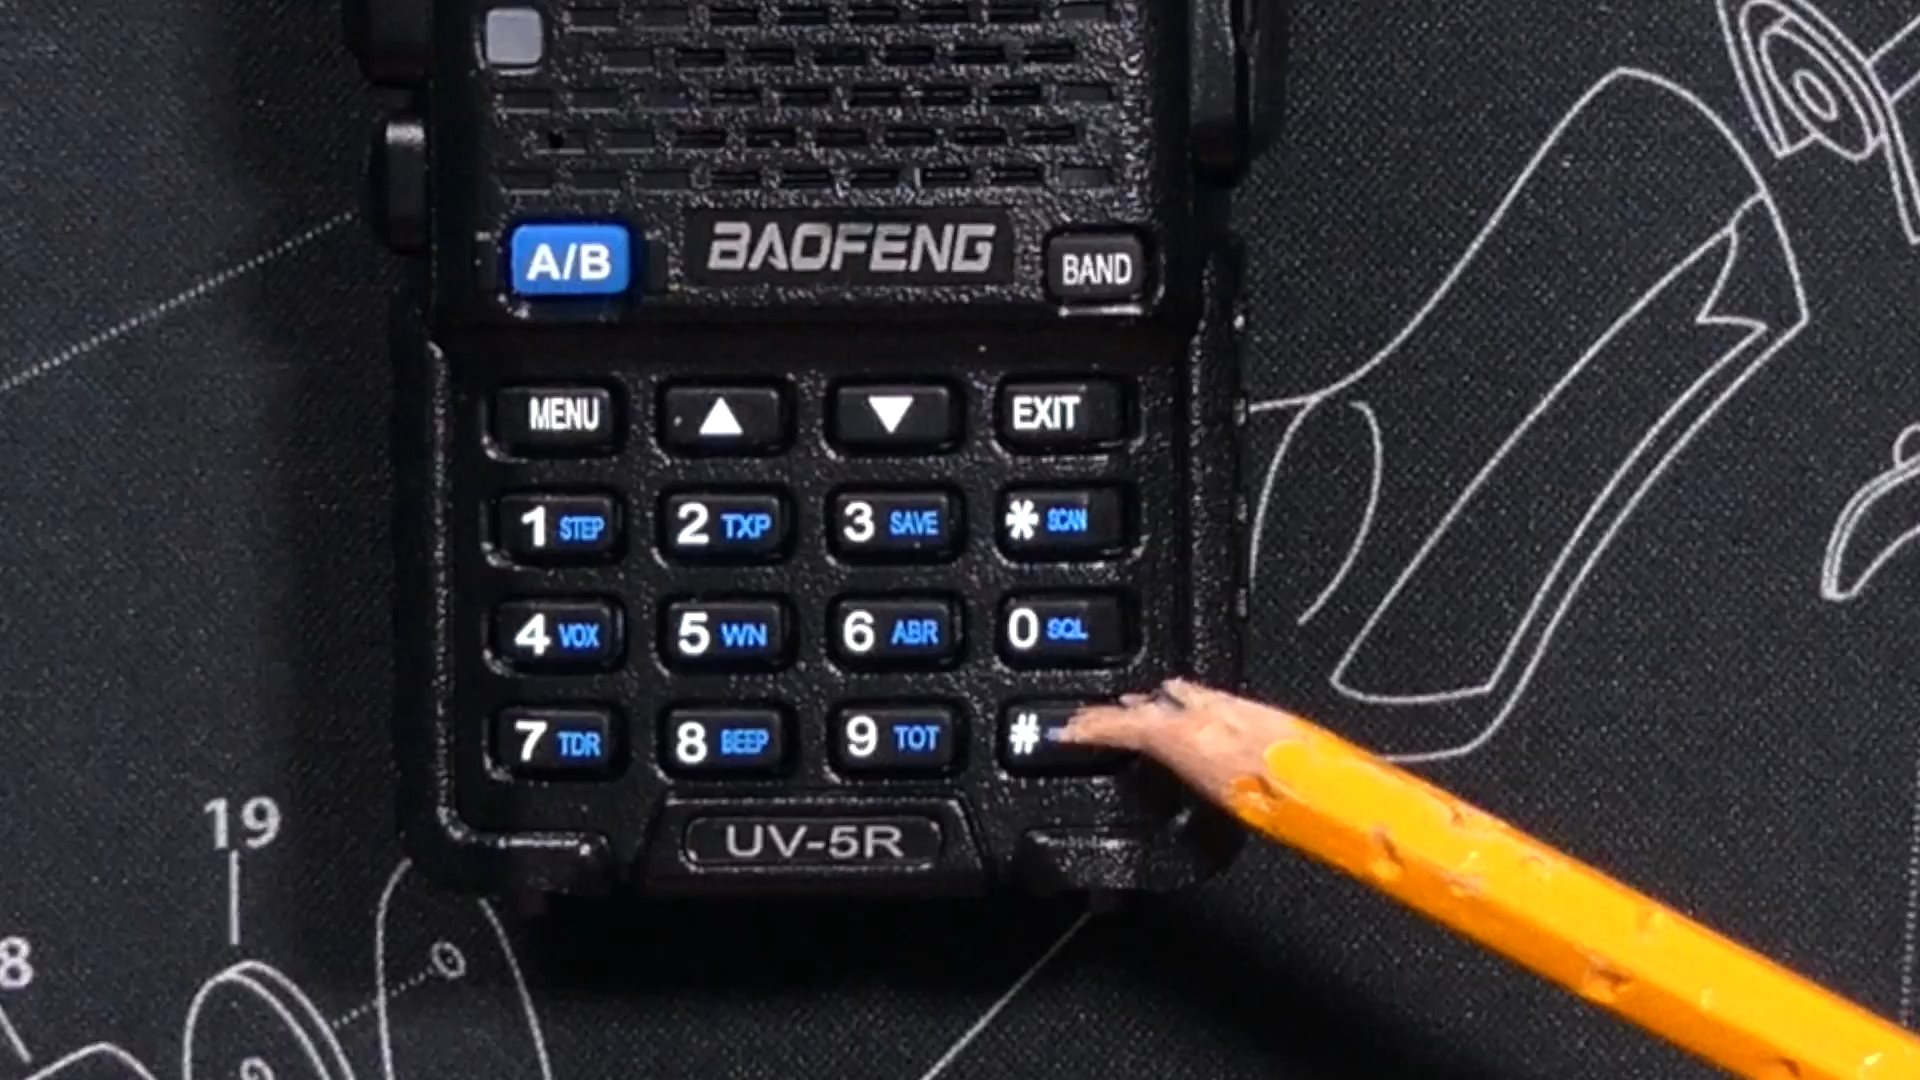 A/B BAOFENG BAND
MENU ▲ ▼ EXIT
1 STEP 2 TXP 3 SAVE * SCAN
4 VOX 5 WN 6 ABR 0 SQL
7 TDR 8 BEEP 9 TOT #
UV-5R
19
8